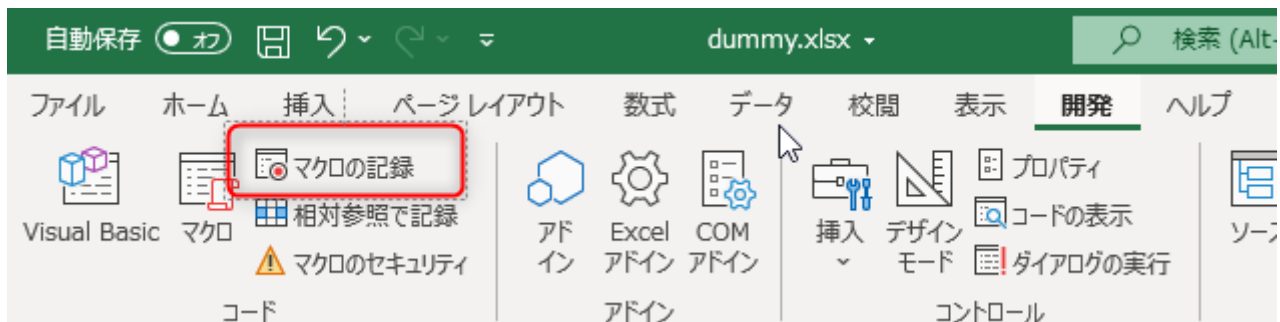 自動保存 オフ dummy.xlsx 検索 (Alt-
ファイル ホーム 挿入 ページ レイアウト 数式 データ 校閲 表示 開発 ヘルプ
Visual Basic
マクロ
マクロの記録
相対参照で記録
マクロのセキュリティ
コード
アド
イン
Excel
アドイン
COM
アドイン
アドイン
挿入
デザイン
モード
プロパティ
コードの表示
ダイアログの実行
コントロール